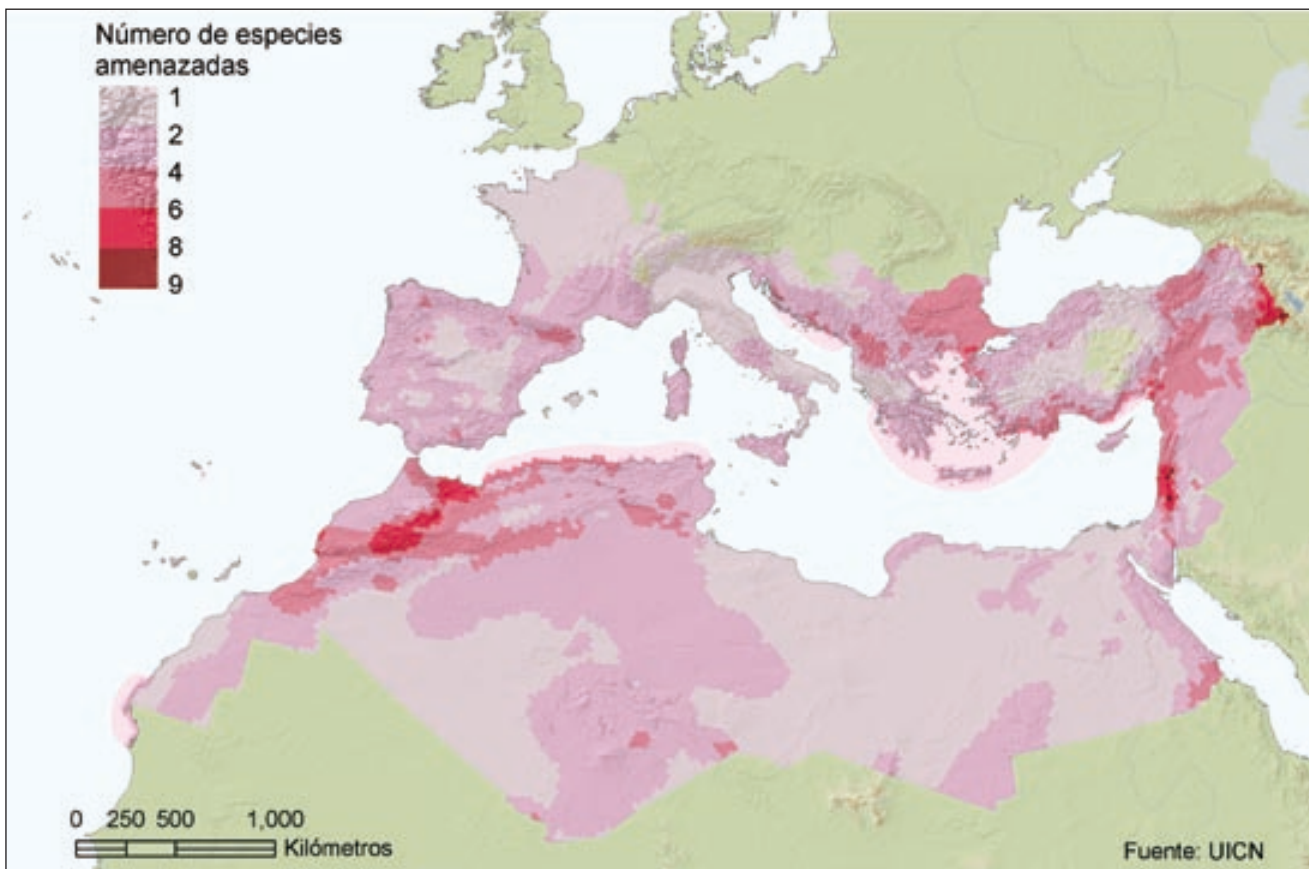 Número de especies
amenazadas
1
2
4
6
8
9
0 250 500 1,000
Kilómetros
Fuente: UICN